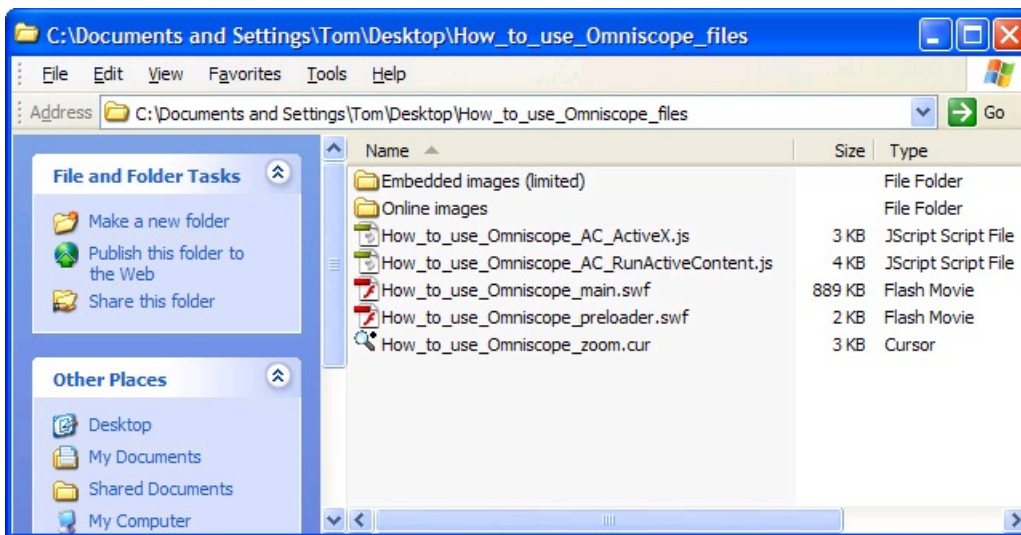 C:\Documents and Settings\Tom\Desktop\How_to_use_Omniscope_files
File Edit View Favorites Tools Help
Address C:\Documents and Settings\Tom\Desktop\How_to_use_Omniscope_files Go
File and Folder Tasks
Make a new folder
Publish this folder to
the Web
Share this folder
Other Places
Desktop
My Documents
Shared Documents
My Computer
Name Size Type
Embedded images (limited) File Folder
Online images File Folder
How_to_use_Omniscope_AC_ActiveX.js 3 KB JScript Script File
How_to_use_Omniscope_AC_RunActiveContent.js 4 KB JScript Script File
How_to_use_Omniscope_main.swf 889 KB Flash Movie
How_to_use_Omniscope_preloader.swf 2 KB Flash Movie
How_to_use_Omniscope_zoom.cur 3 KB Cursor